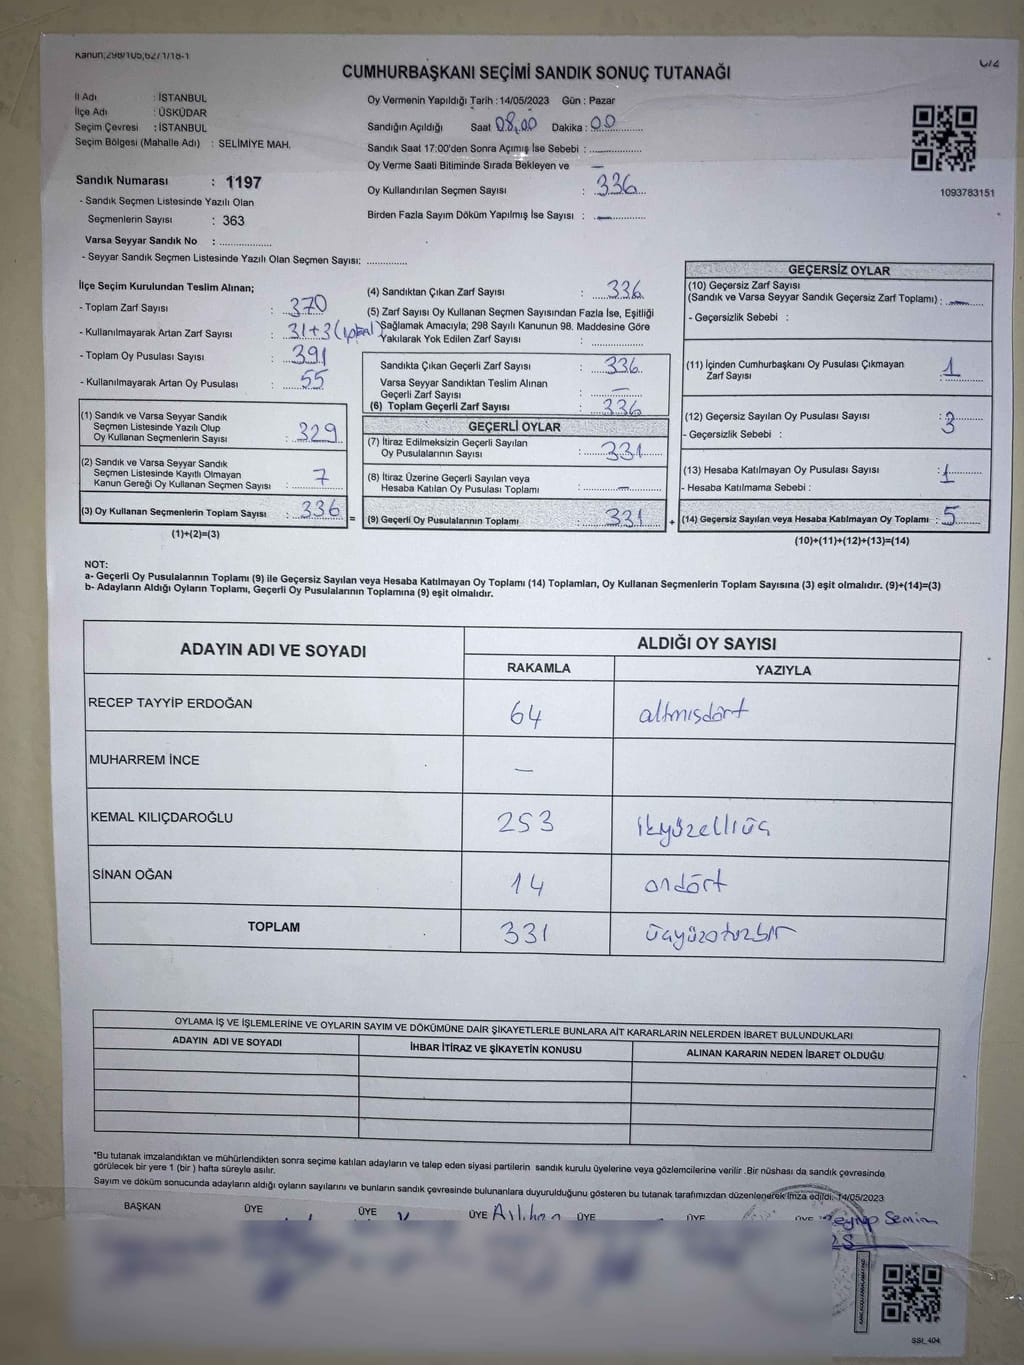 CUMHURBAŞKANI SEÇİMİ SANDIK SONUÇ TUTANAĞI
İl Adı : İSTANBUL
İlçe Adı : ÜSKÜDAR
Seçim Çevresi : İSTANBUL
Seçim Bölgesi (Mahalle Adı) : SELİMİYE MAH.
Sandık Numarası : 1197
- Sandık Seçmen Listesinde Yazılı Olan
Seçmenlerin Sayısı : 363
Varsa Seyyar Sandık No : ..................
- Seyyar Sandık Seçmen Listesinde Yazılı Olan Seçmen Sayısı: ..............
Oy Vermenin Yapıldığı Tarih : 14/05/2023 Gün : Pazar
Sandığın Açıldığı Saat 08.00 Dakika : 00
Sandık Saat 17:00'den Sonra Açımış İse Sebebi : ..............
Oy Verme Saati Bitiminde Sırada Bekleyen ve —
Oy Kullandırılan Seçmen Sayısı : 336
Birden Fazla Sayım Döküm Yapılmış İse Sayısı : —
1093783151
İlçe Seçim Kurulundan Teslim Alınan;
- Toplam Zarf Sayısı : 370
- Kullanılmayarak Artan Zarf Sayısı : 31+3(iptal)
- Toplam Oy Pusulası Sayısı : 391
- Kullanılmayarak Artan Oy Pusulası : 55
(1) Sandık ve Varsa Seyyar Sandık
Seçmen Listesinde Yazılı Olup
Oy Kullanan Seçmenlerin Sayısı : 329
(2) Sandık ve Varsa Seyyar Sandık
Seçmen Listesinde Kayıtlı Olmayan
Kanun Gereği Oy Kullanan Seçmen Sayısı : 7
(3) Oy Kullanan Seçmenlerin Toplam Sayısı : 336
(1)+(2)=(3)
(4) Sandıktan Çıkan Zarf Sayısı : 336
(5) Zarf Sayısı Oy Kullanan Seçmen Sayısından Fazla İse, Eşitliği
Sağlamak Amacıyla; 298 Sayılı Kanunun 98. Maddesine Göre
Yakılarak Yok Edilen Zarf Sayısı : ..............
Sandıkta Çıkan Geçerli Zarf Sayısı : 336
Varsa Seyyar Sandıktan Teslim Alınan
Geçerli Zarf Sayısı : —
(6) Toplam Geçerli Zarf Sayısı : 336
GEÇERLİ OYLAR
(7) İtiraz Edilmeksizin Geçerli Sayılan
Oy Pusulalarının Sayısı : 331
(8) İtiraz Üzerine Geçerli Sayılan veya
Hesaba Katılan Oy Pusulası Toplamı : —
= (9) Geçerli Oy Pusulalarının Toplamı : 331
GEÇERSİZ OYLAR
(10) Geçersiz Zarf Sayısı
(Sandık ve Varsa Seyyar Sandık Geçersiz Zarf Toplamı) : —
- Geçersizlik Sebebi :
(11) İçinden Cumhurbaşkanı Oy Pusulası Çıkmayan
Zarf Sayısı : 1
(12) Geçersiz Sayılan Oy Pusulası Sayısı : 3
- Geçersizlik Sebebi :
(13) Hesaba Katılmayan Oy Pusulası Sayısı : 1
- Hesaba Katılmama Sebebi :
+ (14) Geçersiz Sayılan veya Hesaba Katılmayan Oy Toplamı : 5
(10)+(11)+(12)+(13)=(14)
NOT:
a- Geçerli Oy Pusulalarının Toplamı (9) ile Geçersiz Sayılan veya Hesaba Katılmayan Oy Toplamı (14) Toplamları, Oy Kullanan Seçmenlerin Toplam Sayısına (3) eşit olmalıdır. (9)+(14)=(3)
b- Adayların Aldığı Oyların Toplamı, Geçerli Oy Pusulalarının Toplamına (9) eşit olmalıdır.
ADAYIN ADI VE SOYADI ALDIĞI OY SAYISI
RAKAMLA YAZIYLA
RECEP TAYYİP ERDOĞAN 64 altmışdört
MUHARREM İNCE —
KEMAL KILIÇDAROĞLU 253 ikiyüzelliüç
SİNAN OĞAN 14 ondört
TOPLAM 331 üçyüzotuzbir
OYLAMA İŞ VE İŞLEMLERİNE VE OYLARIN SAYIM VE DÖKÜMÜNE DAİR ŞİKAYETLERLE BUNLARA AİT KARARLARIN NELERDEN İBARET BULUNDUKLARI
ADAYIN ADI VE SOYADI İHBAR İTİRAZ VE ŞİKAYETİN KONUSU ALINAN KARARIN NEDEN İBARET OLDUĞU
*Bu tutanak imzalandıktan ve mühürlendikten sonra seçime katılan adayların ve talep eden siyasi partilerin sandık kurulu üyelerine veya gözlemcilerine verilir .Bir nüshası da sandık çevresinde
görülecek bir yere 1 (bir ) hafta süreyle asılır.
Sayım ve döküm sonucunda adayların aldığı oyların sayılarını ve bunların sandık çevresinde bulunanlara duyurulduğunu gösteren bu tutanak tarafımızdan düzenlenerek imza edildi. 14/05/2023
BAŞKAN ÜYE ÜYE ÜYE ÜYE ÜYE ÜYE
SSİ_404